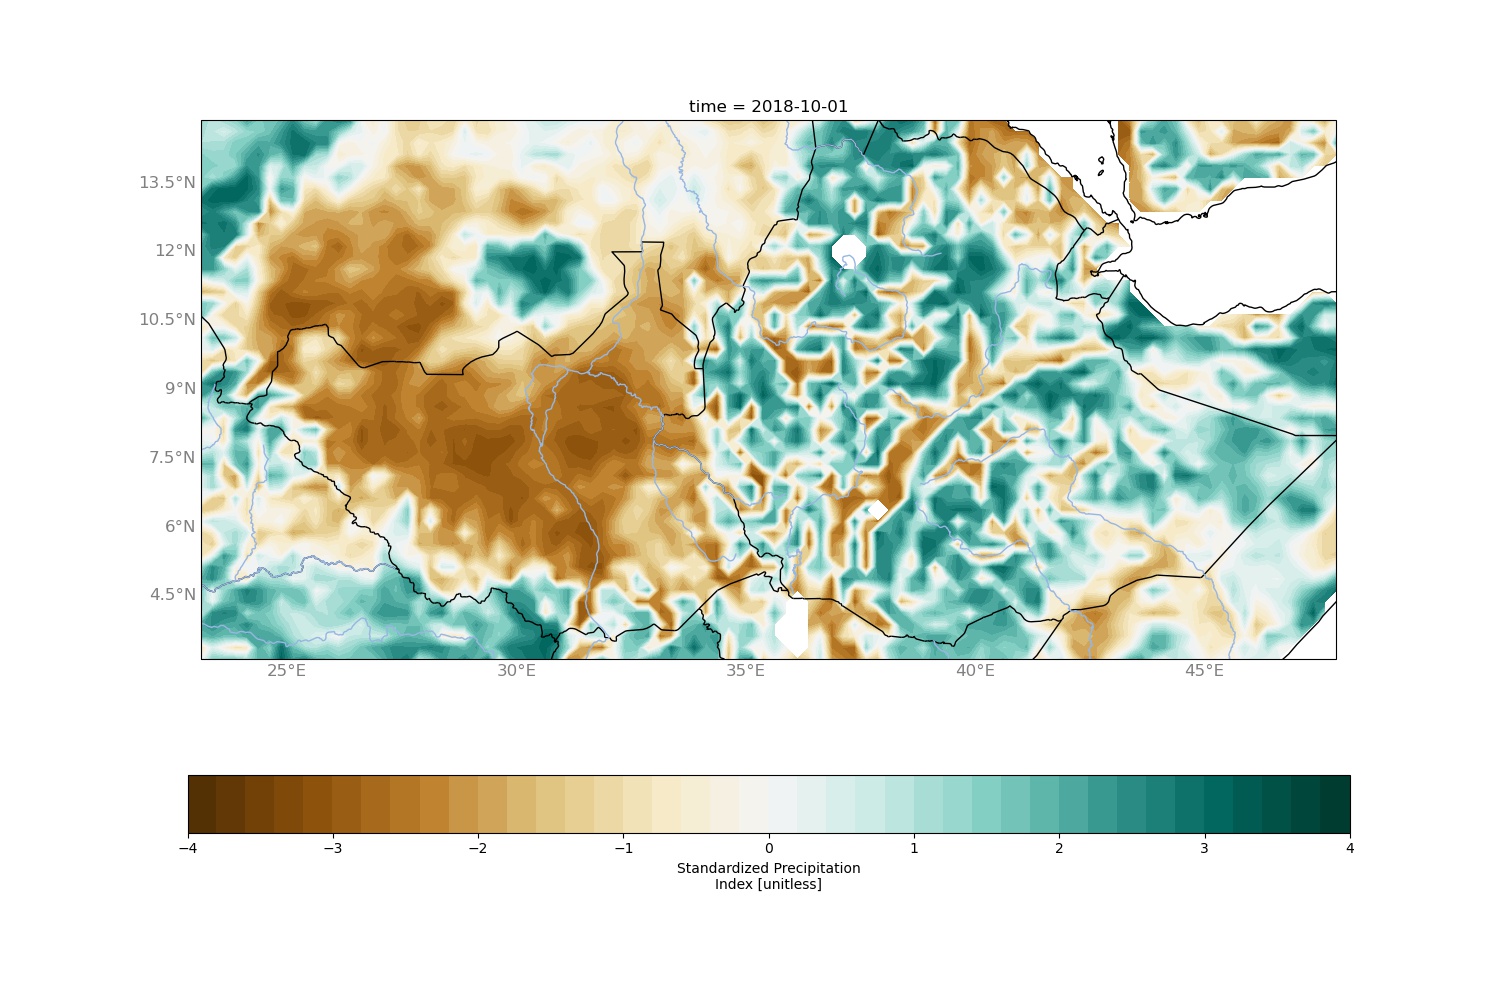 time = 2018-10-01
13.5°N
12°N
10.5°N
9°N
7.5°N
6°N
4.5°N
25°E 30°E 35°E 40°E 45°E
−4 −3 −2 −1 0 1 2 3 4
Standardized Precipitation
Index [unitless]